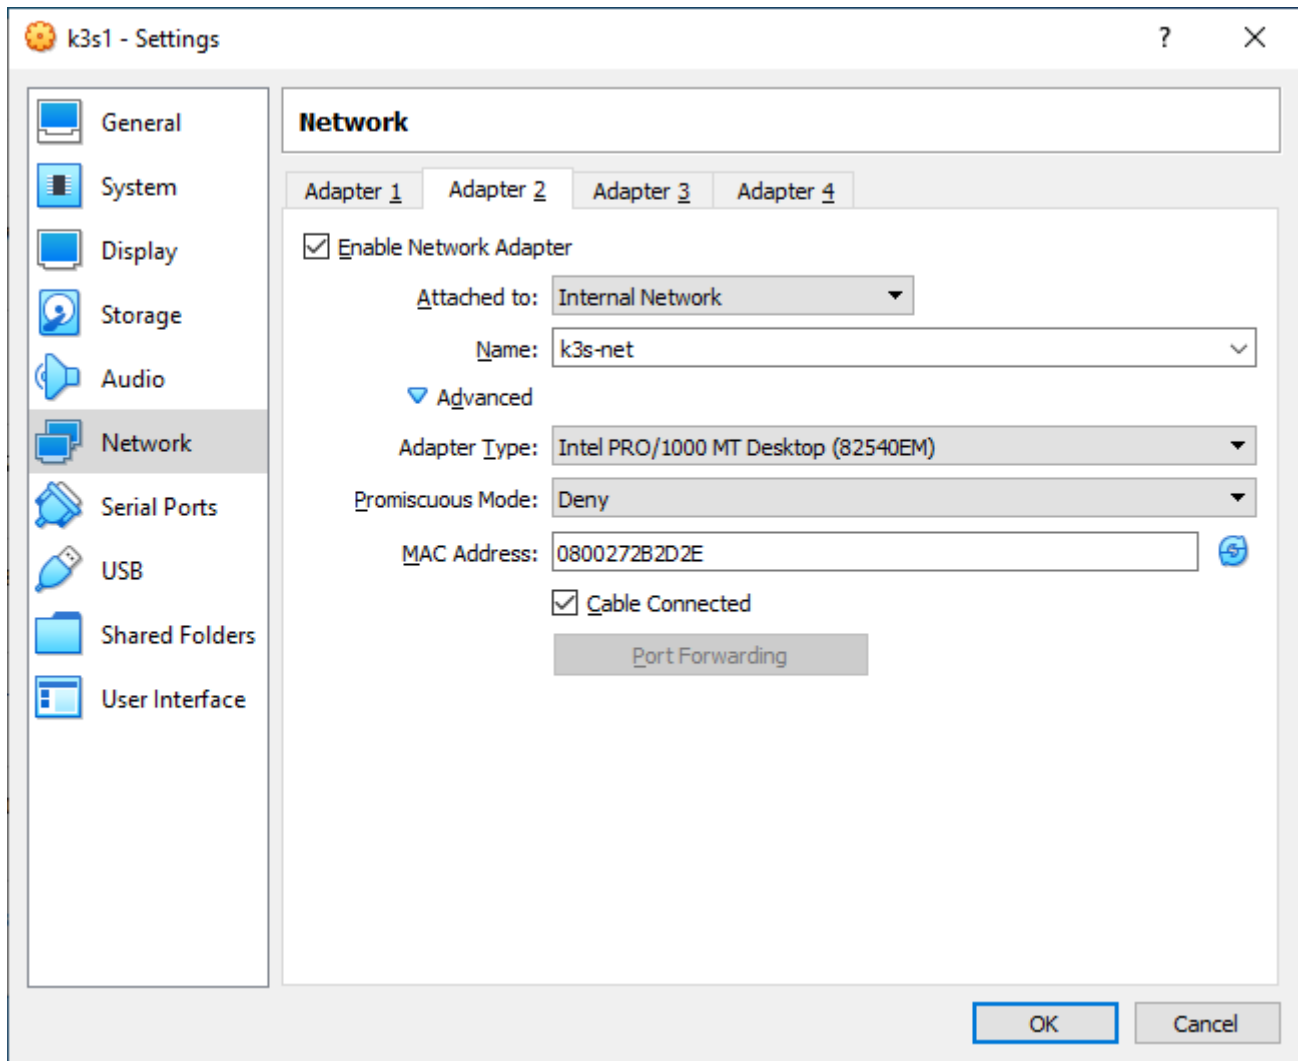 k3s1 - Settings
?
General
System
Display
Storage
Audio
Network
Serial Ports
USB
Shared Folders
User Interface
Network
Adapter 1 Adapter 2 Adapter 3 Adapter 4
Enable Network Adapter
Attached to: Internal Network
Name: k3s-net
Advanced
Adapter Type: Intel PRO/1000 MT Desktop (82540EM)
Promiscuous Mode: Deny
MAC Address: 0800272B2D2E
Cable Connected
Port Forwarding
OK Cancel